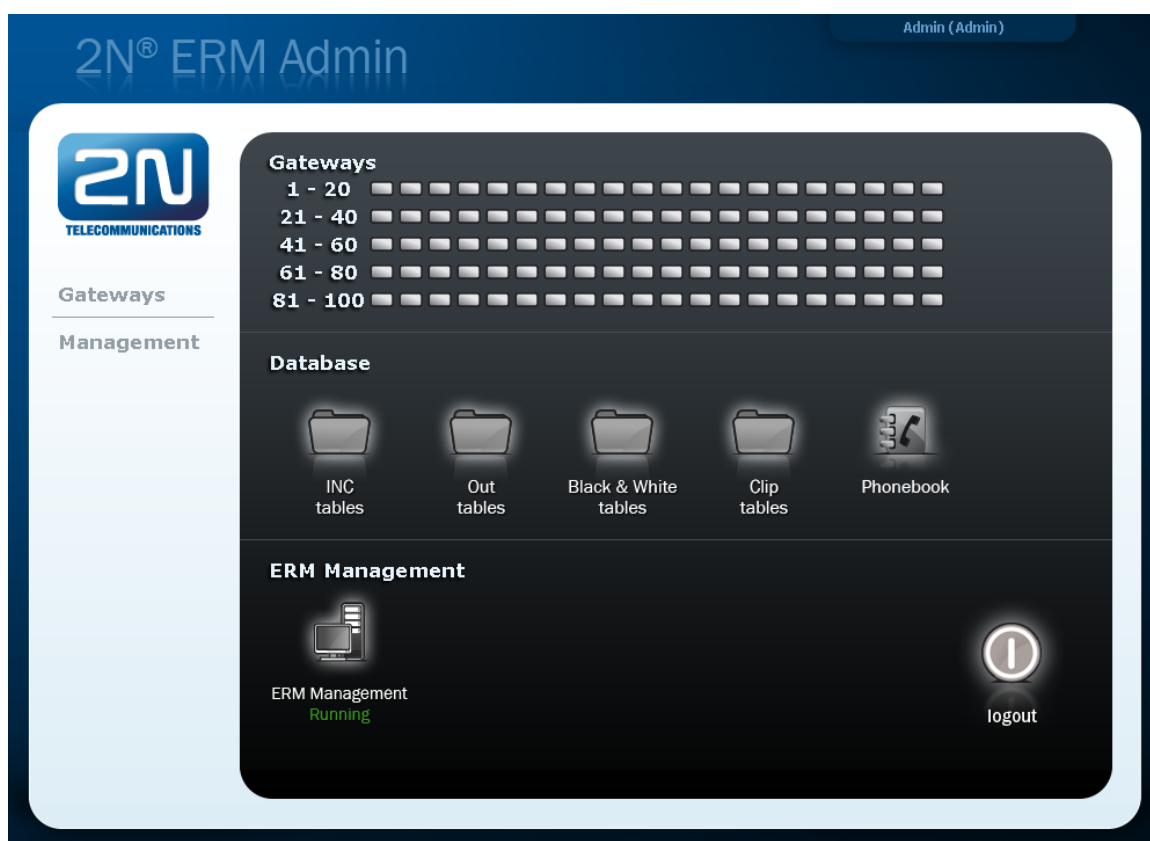 Admin (Admin)
2N® ERM Admin
2N
TELECOMMUNICATIONS
Gateways
Management
Gateways
1 - 20
21 - 40
41 - 60
61 - 80
81 - 100
Database
INC
tables
Out
tables
Black & White
tables
Clip
tables
Phonebook
ERM Management
ERM Management
Running
logout